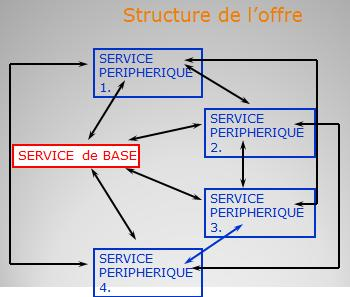 Structure de l'offre
SERVICE
PERIPHERIQUE
1.
SERVICE
PERIPHERIQUE
2.
SERVICE de BASE
SERVICE
PERIPHERIQUE
3.
SERVICE
PERIPHERIQUE
4.